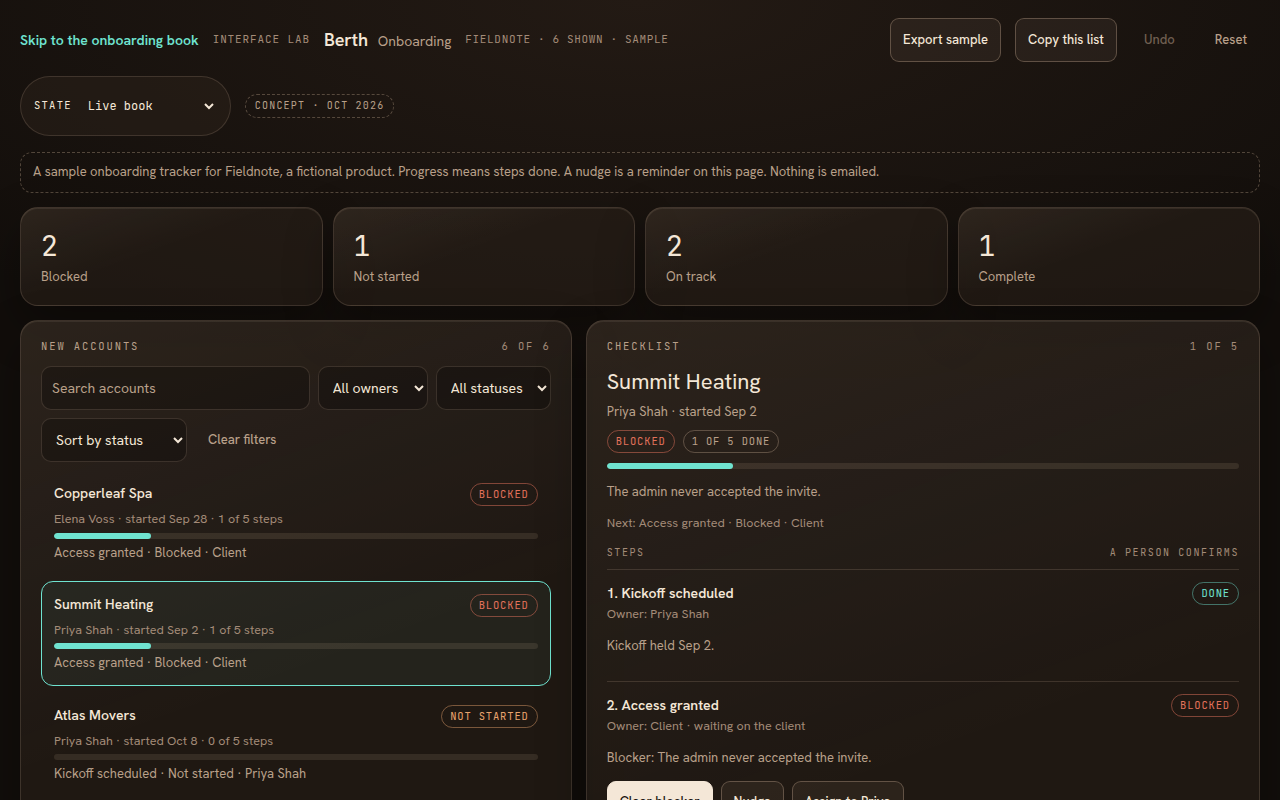 Skip to the onboarding book INTERFACE LAB Berth Onboarding FIELDNOTE · 6 SHOWN · SAMPLE Export sample Copy this list Undo Reset
STATE Live book CONCEPT · OCT 2026
A sample onboarding tracker for Fieldnote, a fictional product. Progress means steps done. A nudge is a reminder on this page. Nothing is emailed.
2
Blocked
1
Not started
2
On track
1
Complete
NEW ACCOUNTS 6 OF 6
Search accounts All owners All statuses
Sort by status Clear filters
Copperleaf Spa BLOCKED
Elena Voss · started Sep 28 · 1 of 5 steps
Access granted · Blocked · Client
Summit Heating BLOCKED
Priya Shah · started Sep 2 · 1 of 5 steps
Access granted · Blocked · Client
Atlas Movers NOT STARTED
Priya Shah · started Oct 8 · 0 of 5 steps
Kickoff scheduled · Not started · Priya Shah
CHECKLIST 1 OF 5
Summit Heating
Priya Shah · started Sep 2
BLOCKED 1 OF 5 DONE
The admin never accepted the invite.
Next: Access granted · Blocked · Client
STEPS A PERSON CONFIRMS
1. Kickoff scheduled DONE
Owner: Priya Shah
Kickoff held Sep 2.
2. Access granted BLOCKED
Owner: Client · waiting on the client
Blocker: The admin never accepted the invite.
Clear blocker Nudge Assign to Priya